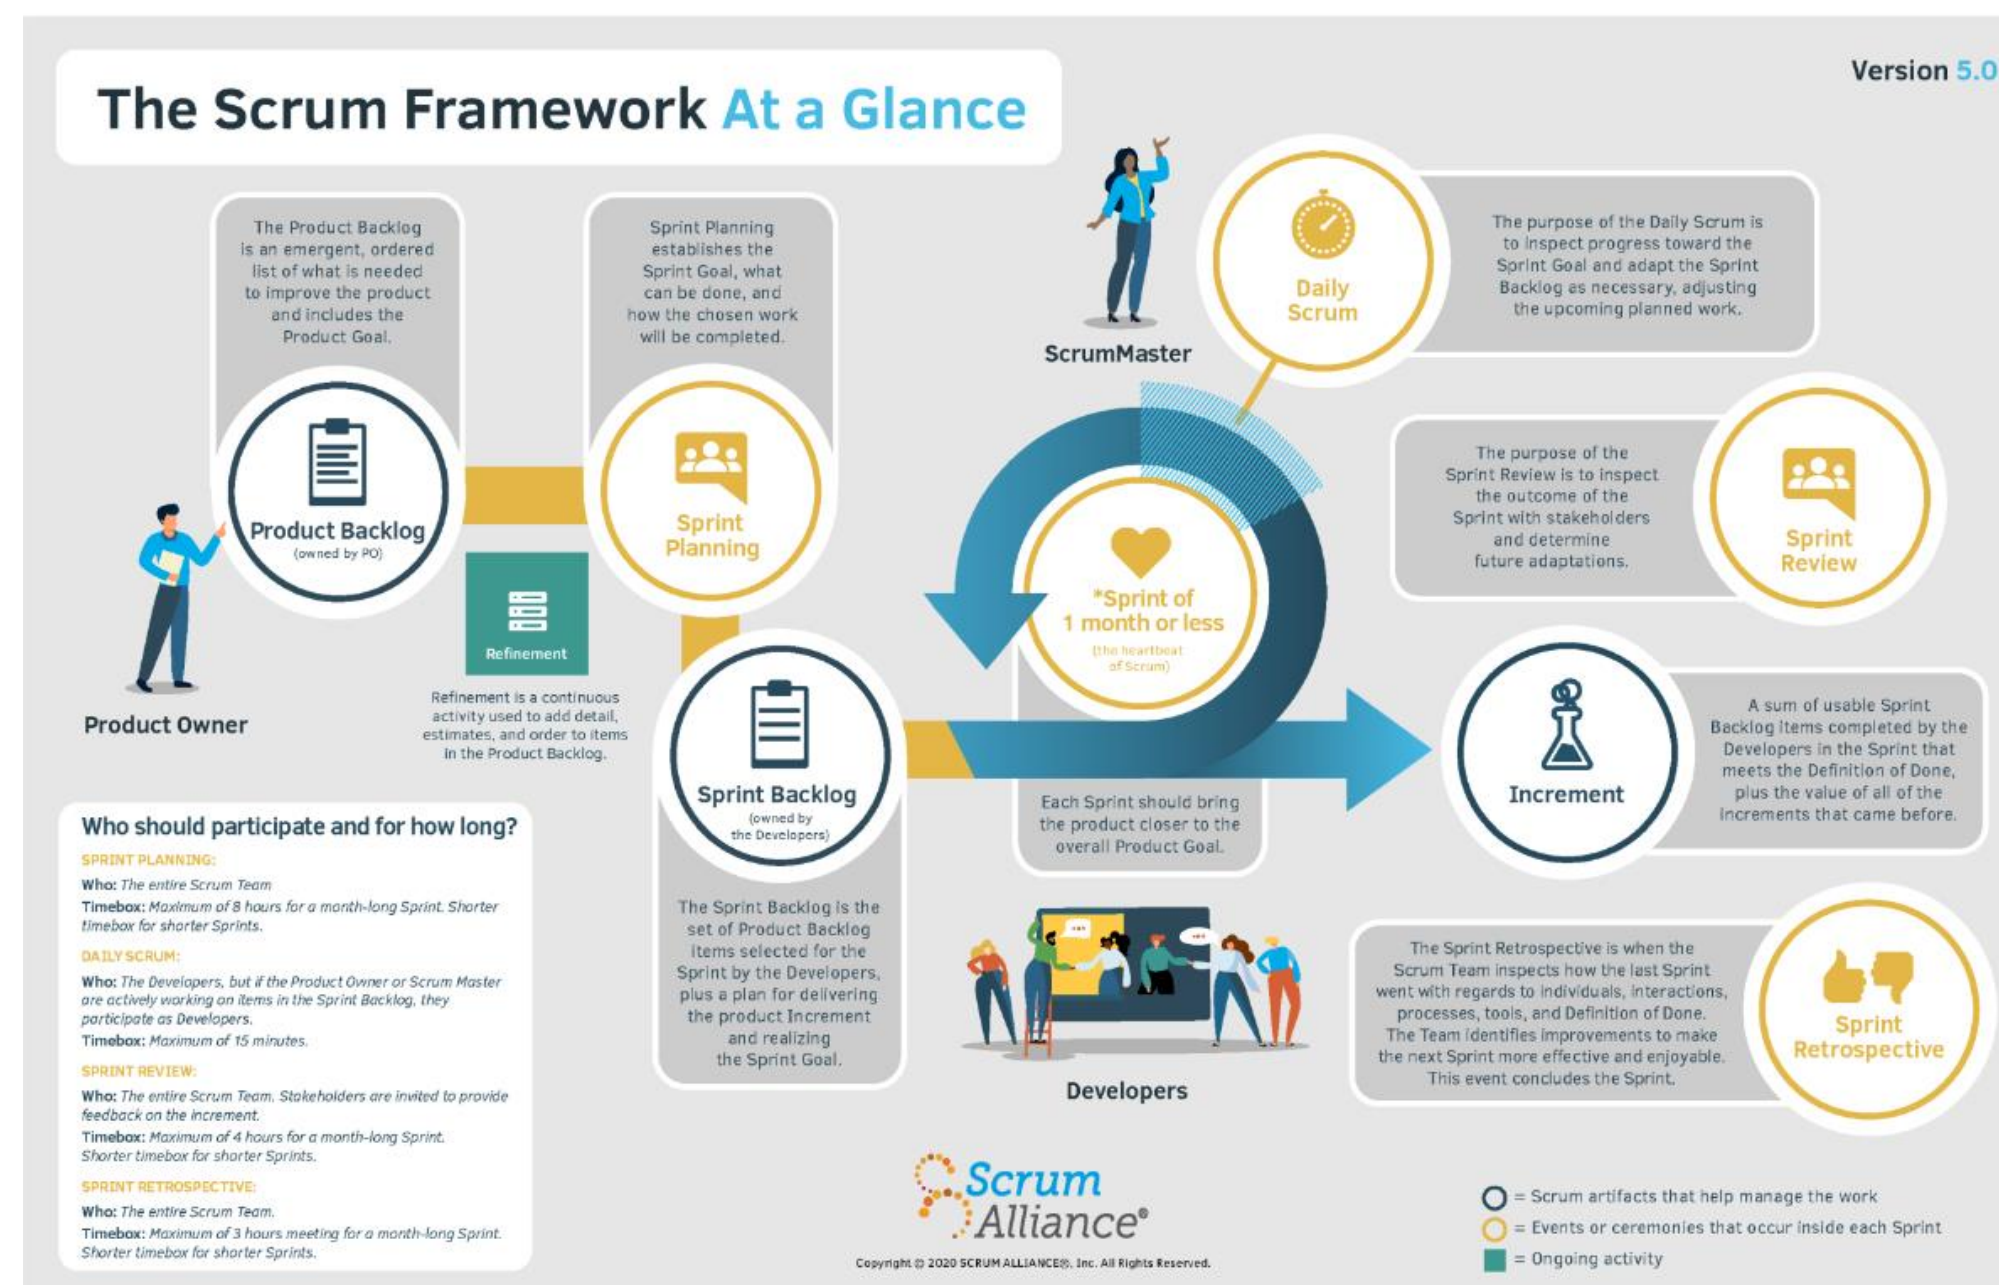 The Scrum Framework At a Glance
Version 5.0
The Product Backlog
is an emergent, ordered
list of what is needed
to improve the product
and includes the
Product Goal.
Product Backlog
(owned by PO)
Product Owner
Sprint Planning
establishes the
Sprint Goal, what
can be done, and
how the chosen work
will be completed.
Sprint
Planning
Refinement
Refinement is a continuous
activity used to add detail,
estimates, and order to items
in the Product Backlog.
Sprint Backlog
(owned by
the Developers)
The Sprint Backlog is the
set of Product Backlog
items selected for the
Sprint by the Developers,
plus a plan for delivering
the product Increment
and realizing
the Sprint Goal.
ScrumMaster
Daily
Scrum
The purpose of the Daily Scrum is
to inspect progress toward the
Sprint Goal and adapt the Sprint
Backlog as necessary, adjusting
the upcoming planned work.
*Sprint of
1 month or less
(the heartbeat
of Scrum)
Each Sprint should bring
the product closer to the
overall Product Goal.
Developers
The purpose of the
Sprint Review is to inspect
the outcome of the
Sprint with stakeholders
and determine
future adaptations.
Sprint
Review
Increment
A sum of usable Sprint
Backlog items completed by the
Developers in the Sprint that
meets the Definition of Done,
plus the value of all of the
increments that came before.
The Sprint Retrospective is when the
Scrum Team inspects how the last Sprint
went with regards to individuals, interactions,
processes, tools, and Definition of Done.
The Team identifies improvements to make
the next Sprint more effective and enjoyable.
This event concludes the Sprint.
Sprint
Retrospective
Who should participate and for how long?
SPRINT PLANNING:
Who: The entire Scrum Team
Timebox: Maximum of 8 hours for a month-long Sprint. Shorter
timebox for shorter Sprints.
DAILY SCRUM:
Who: The Developers, but if the Product Owner or Scrum Master
are actively working on items in the Sprint Backlog, they
participate as Developers.
Timebox: Maximum of 15 minutes.
SPRINT REVIEW:
Who: The entire Scrum Team. Stakeholders are invited to provide
feedback on the increment.
Timebox: Maximum of 4 hours for a month-long Sprint.
Shorter timebox for shorter Sprints.
SPRINT RETROSPECTIVE:
Who: The entire Scrum Team.
Timebox: Maximum of 3 hours meeting for a month-long Sprint.
Shorter timebox for shorter Sprints.
Scrum
Alliance®
Copyright © 2020 SCRUM ALLIANCE®, Inc. All Rights Reserved.
= Scrum artifacts that help manage the work
= Events or ceremonies that occur inside each Sprint
= Ongoing activity